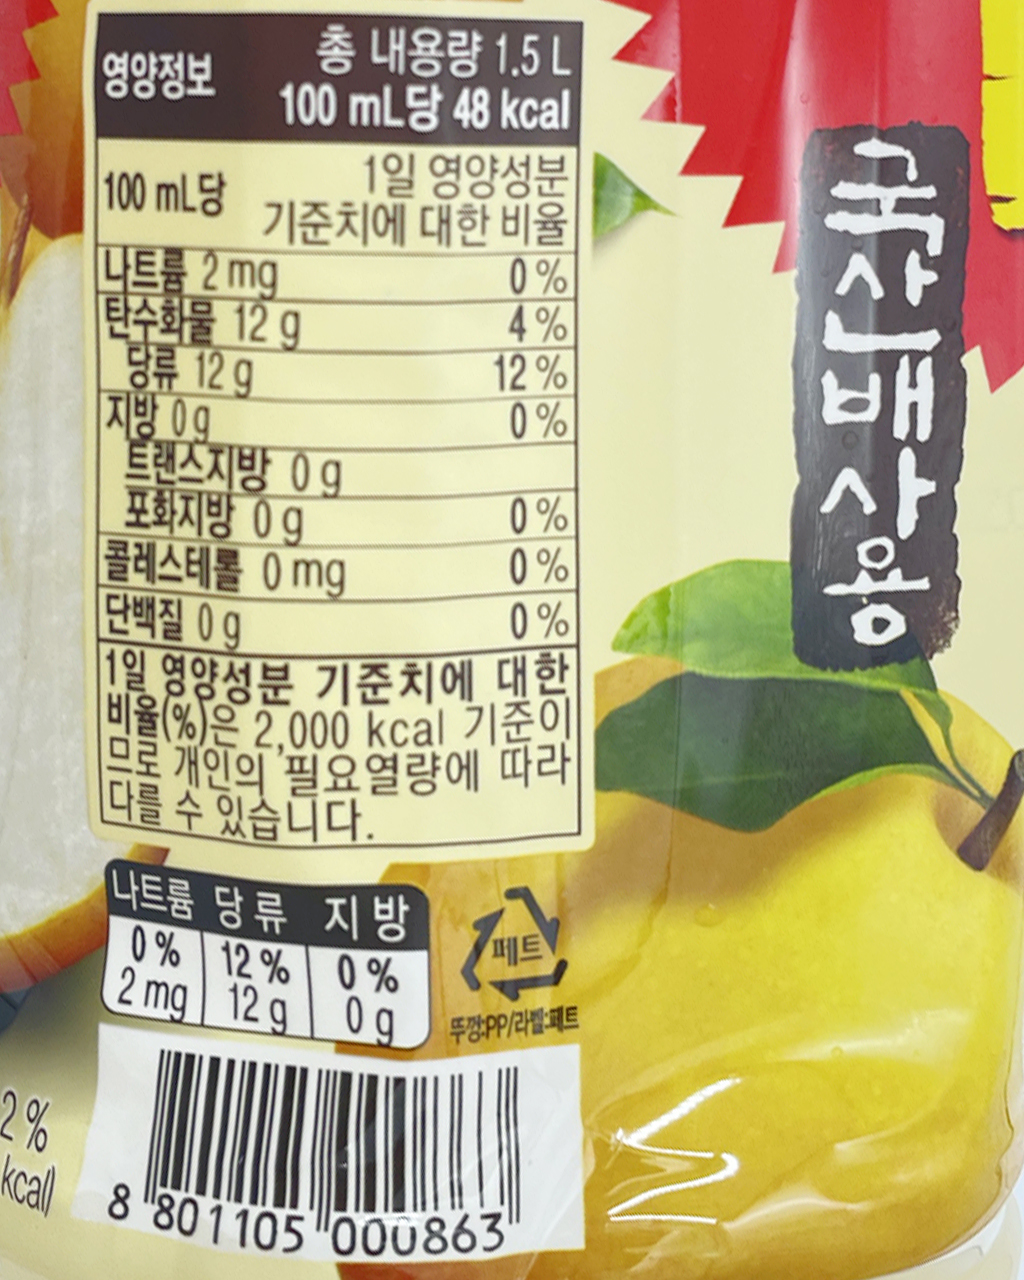 영양정보
총 내용량 1.5 L
100 mL당 48 kcal
100 mL당
1일 영양성분
기준치에 대한 비율
나트륨 2 mg 0 %
탄수화물 12 g 4 %
당류 12 g 12 %
지방 0 g 0 %
트랜스지방 0 g
포화지방 0 g 0 %
콜레스테롤 0 mg 0 %
단백질 0 g 0 %
1일 영양성분 기준치에 대한
비율(%)은 2,000 kcal 기준이
므로 개인의 필요열량에 따라
다를 수 있습니다.
나트륨 당류 지방
0 % 12 % 0 %
2 mg 12 g 0 g
페트
뚜껑:PP/라벨:페트
2 %
kcal)
8 801105 000863
국산배사용